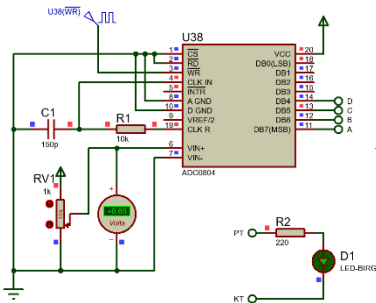 U38(WR)
U38
1 CS VCC 20
2 RD DB0(LSB) 18
3 WR DB1 17
4 CLK IN DB2 16
5 INTR DB3 15
8 A GND DB4 14 D
10 D GND DB5 13 C
9 VREF/2 DB6 12 B
19 CLK R DB7(MSB) 11 A
6 VIN+
7 VIN-
ADC0804
C1
150p
R1
10k
RV1
1k
Volts
PT
R2
220
D1
LED-BIRG
KT